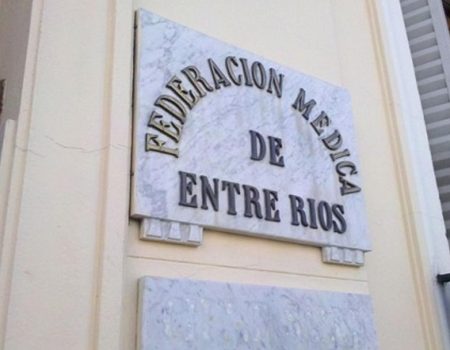 FEDERACION MEDICA
DE
ENTRE RIOS